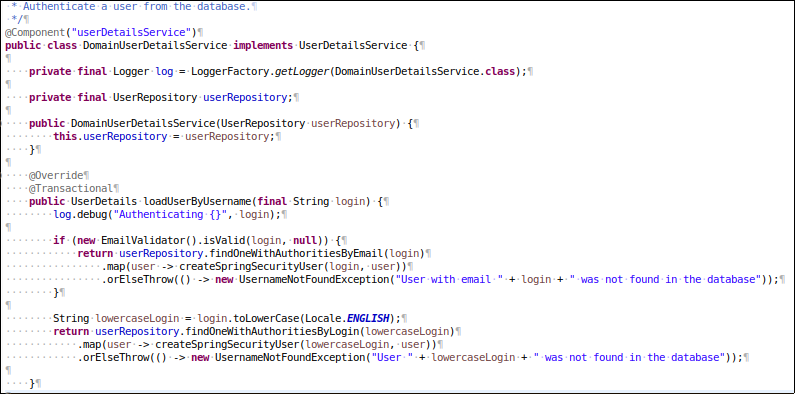 * Authenticate a user from the database.
*/
@Component("userDetailsService")
public class DomainUserDetailsService implements UserDetailsService {

    private final Logger log = LoggerFactory.getLogger(DomainUserDetailsService.class);

    private final UserRepository userRepository;

    public DomainUserDetailsService(UserRepository userRepository) {
        this.userRepository = userRepository;
    }

    @Override
    @Transactional
    public UserDetails loadUserByUsername(final String login) {
        log.debug("Authenticating {}", login);

        if (new EmailValidator().isValid(login, null)) {
            return userRepository.findOneWithAuthoritiesByEmail(login)
                .map(user -> createSpringSecurityUser(login, user))
                .orElseThrow(() -> new UsernameNotFoundException("User with email " + login + " was not found in the database"));
        }

        String lowercaseLogin = login.toLowerCase(Locale.ENGLISH);
        return userRepository.findOneWithAuthoritiesByLogin(lowercaseLogin)
            .map(user -> createSpringSecurityUser(lowercaseLogin, user))
            .orElseThrow(() -> new UsernameNotFoundException("User " + lowercaseLogin + " was not found in the database"));

    }